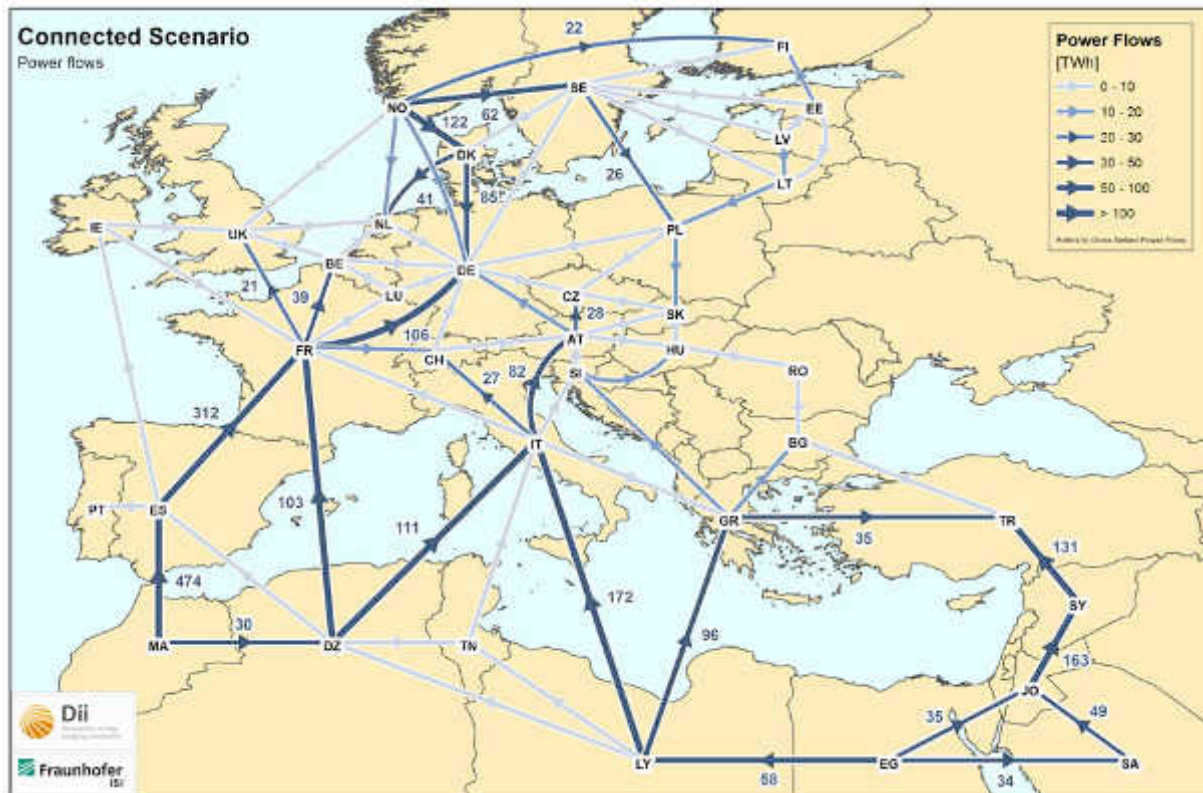 Connected Scenario
Power flows
Power Flows
[TWh]
0 - 10
10 - 20
20 - 30
30 - 50
50 - 100
> 100
22
FI
SE
NO
62
EE
122
LV
DK
26
LT
41
85
IE
UK
NL
PL
BE
DE
21
39
LU
CZ
28
SK
106
AT
FR
CH
HU
27
82
SI
RO
312
IT
BG
PT
ES
103
111
GR
TR
35
131
474
172
SY
30
96
MA
DZ
TN
163
JO
Dii
35
49
Fraunhofer
ISI
LY
EG
SA
68
34